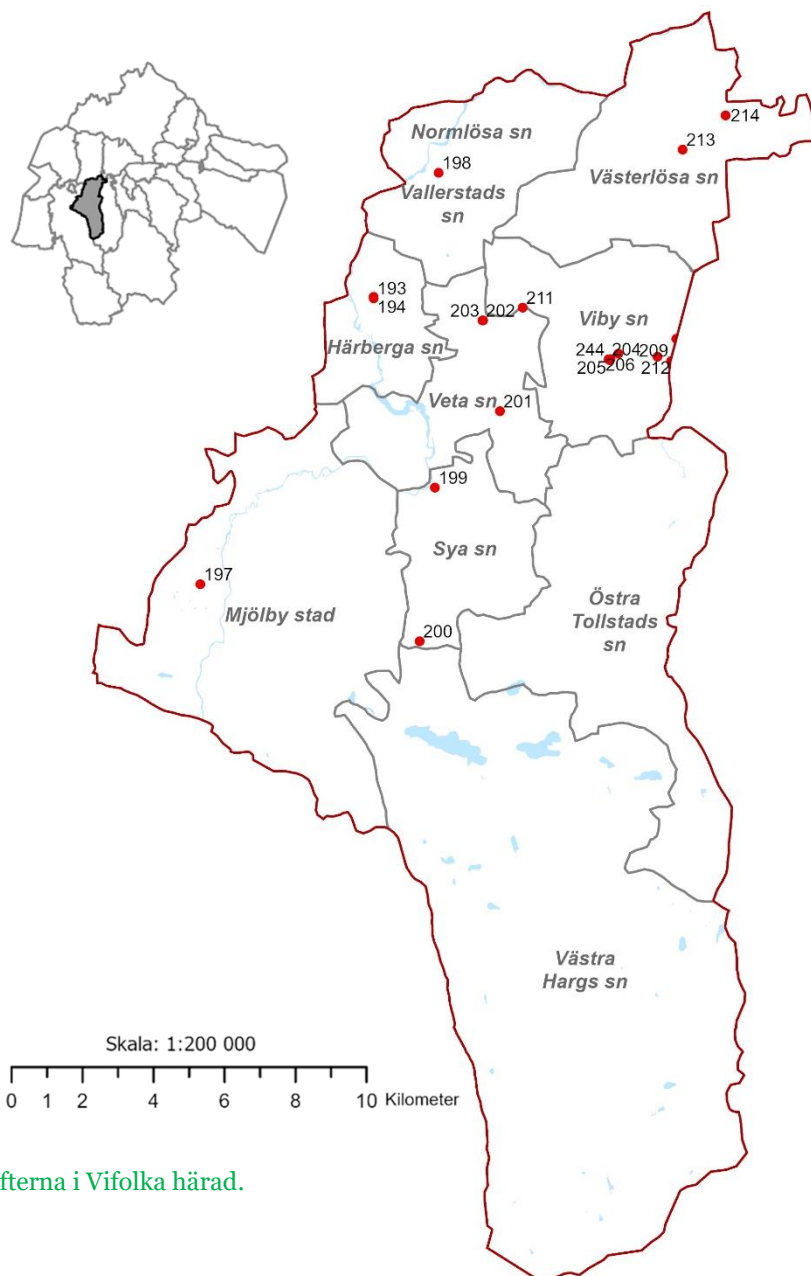 214
Normlösa sn
213
198
Västerlösa sn
Vallerstads
sn
193
194
211
203 202
Viby sn
Härberga sn
244 204 209
205 206 212
Veta sn
201
199
Sya sn
197
Mjölby stad
Östra
Tollstads
sn
200
Västra
Hargs sn
Skala: 1:200 000
0 1 2 4 6 8 10 Kilometer
fterna i Vifolka härad.